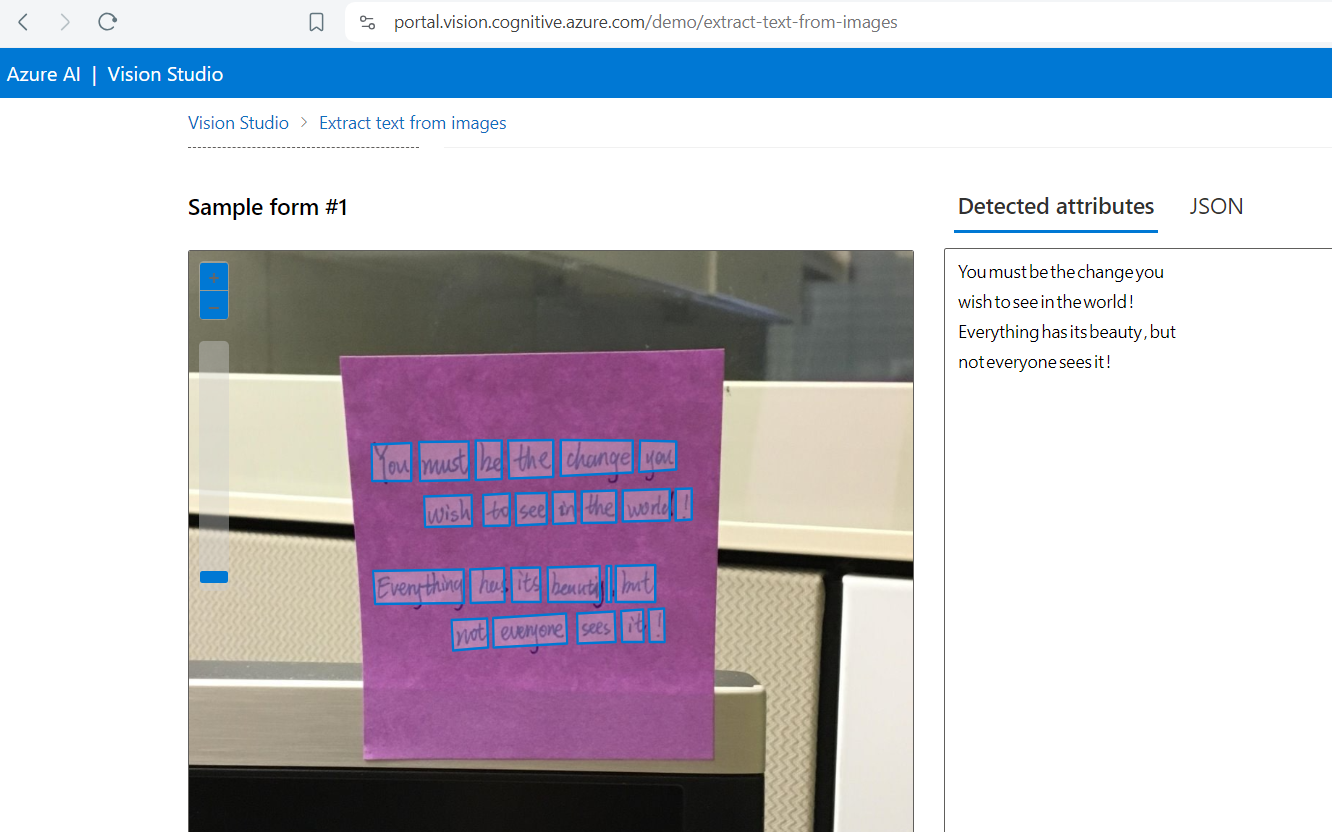 portal.vision.cognitive.azure.com/demo/extract-text-from-images
Azure AI | Vision Studio
Vision Studio > Extract text from images
Sample form #1
+
−
You must be the change you
wish to see in the world !
Everything has its beauty , but
not everyone sees it !
Detected attributes
JSON
You must be the change you
wish to see in the world !
Everything has its beauty , but
not everyone sees it !